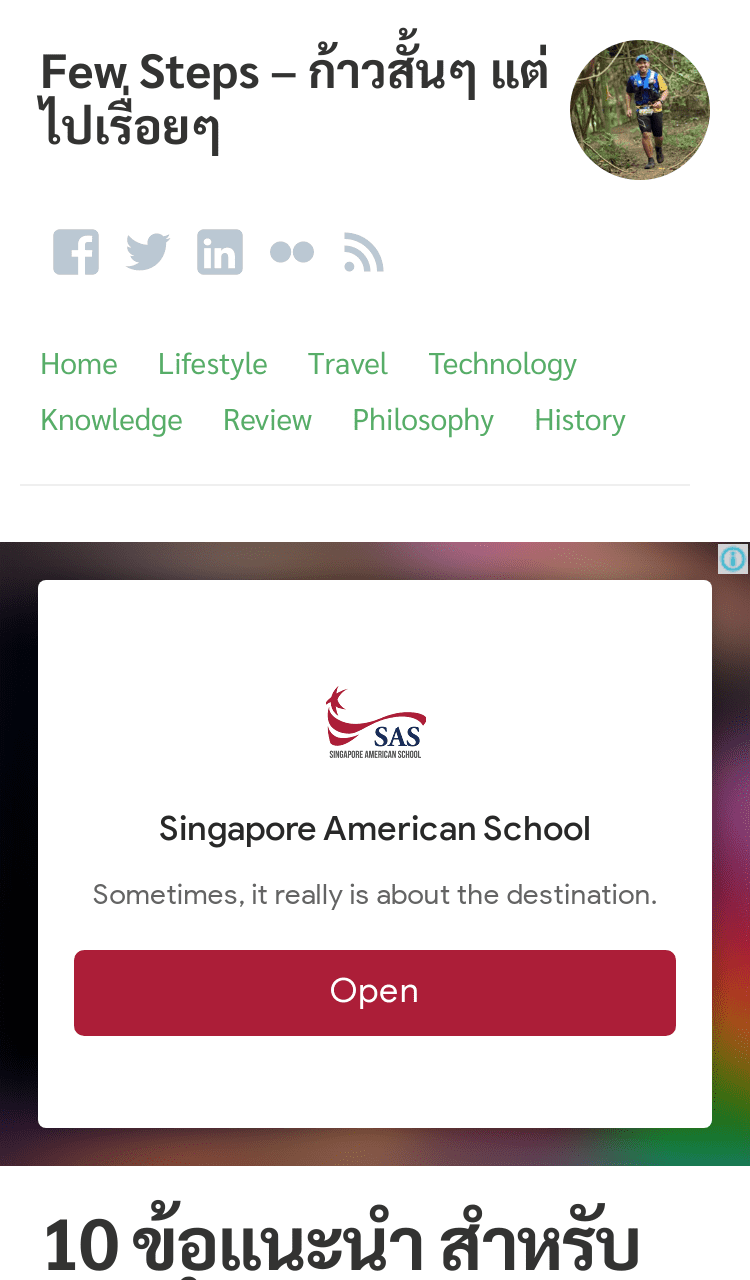 Few Steps – ก้าวสั้นๆ แต่
ไปเรื่อยๆ
Home Lifestyle Travel Technology
Knowledge Review Philosophy History
SAS
SINGAPORE AMERICAN SCHOOL
Singapore American School
Sometimes, it really is about the destination.
Open
10 ข้อแนะนำ สำหรับ